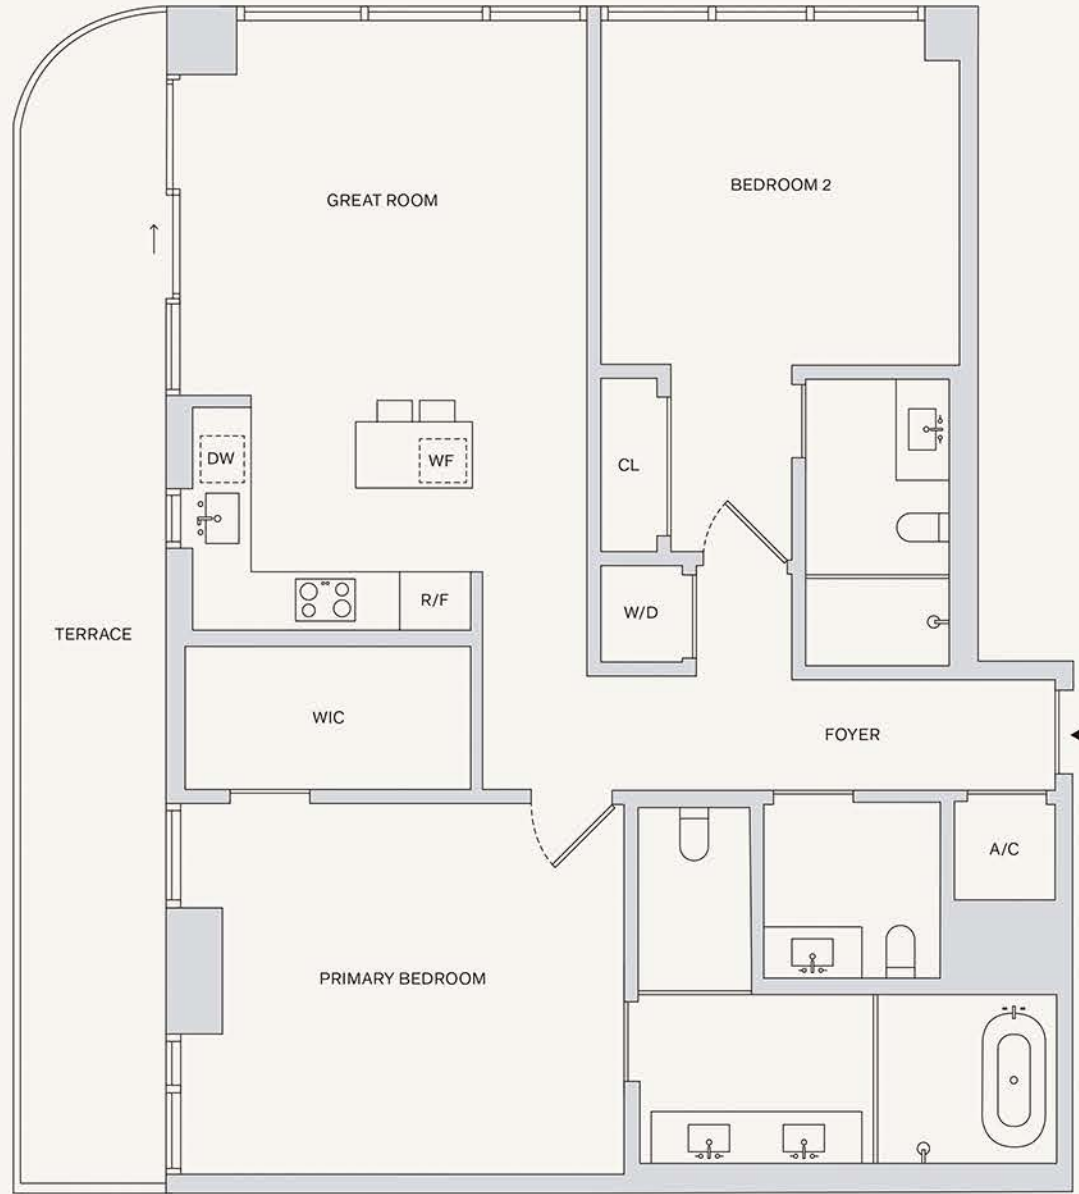 BEDROOM 2
GREAT ROOM
DW
WF
CL
R/F
W/D
TERRACE
WIC
FOYER
A/C
PRIMARY BEDROOM